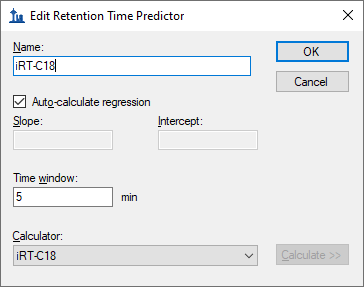 Edit Retention Time Predictor
Name:
OK
iRT-C18
Cancel
Auto-calculate regression
Slope:
Intercept:
Time window:
5
min
Calculator:
iRT-C18
Calculate >>